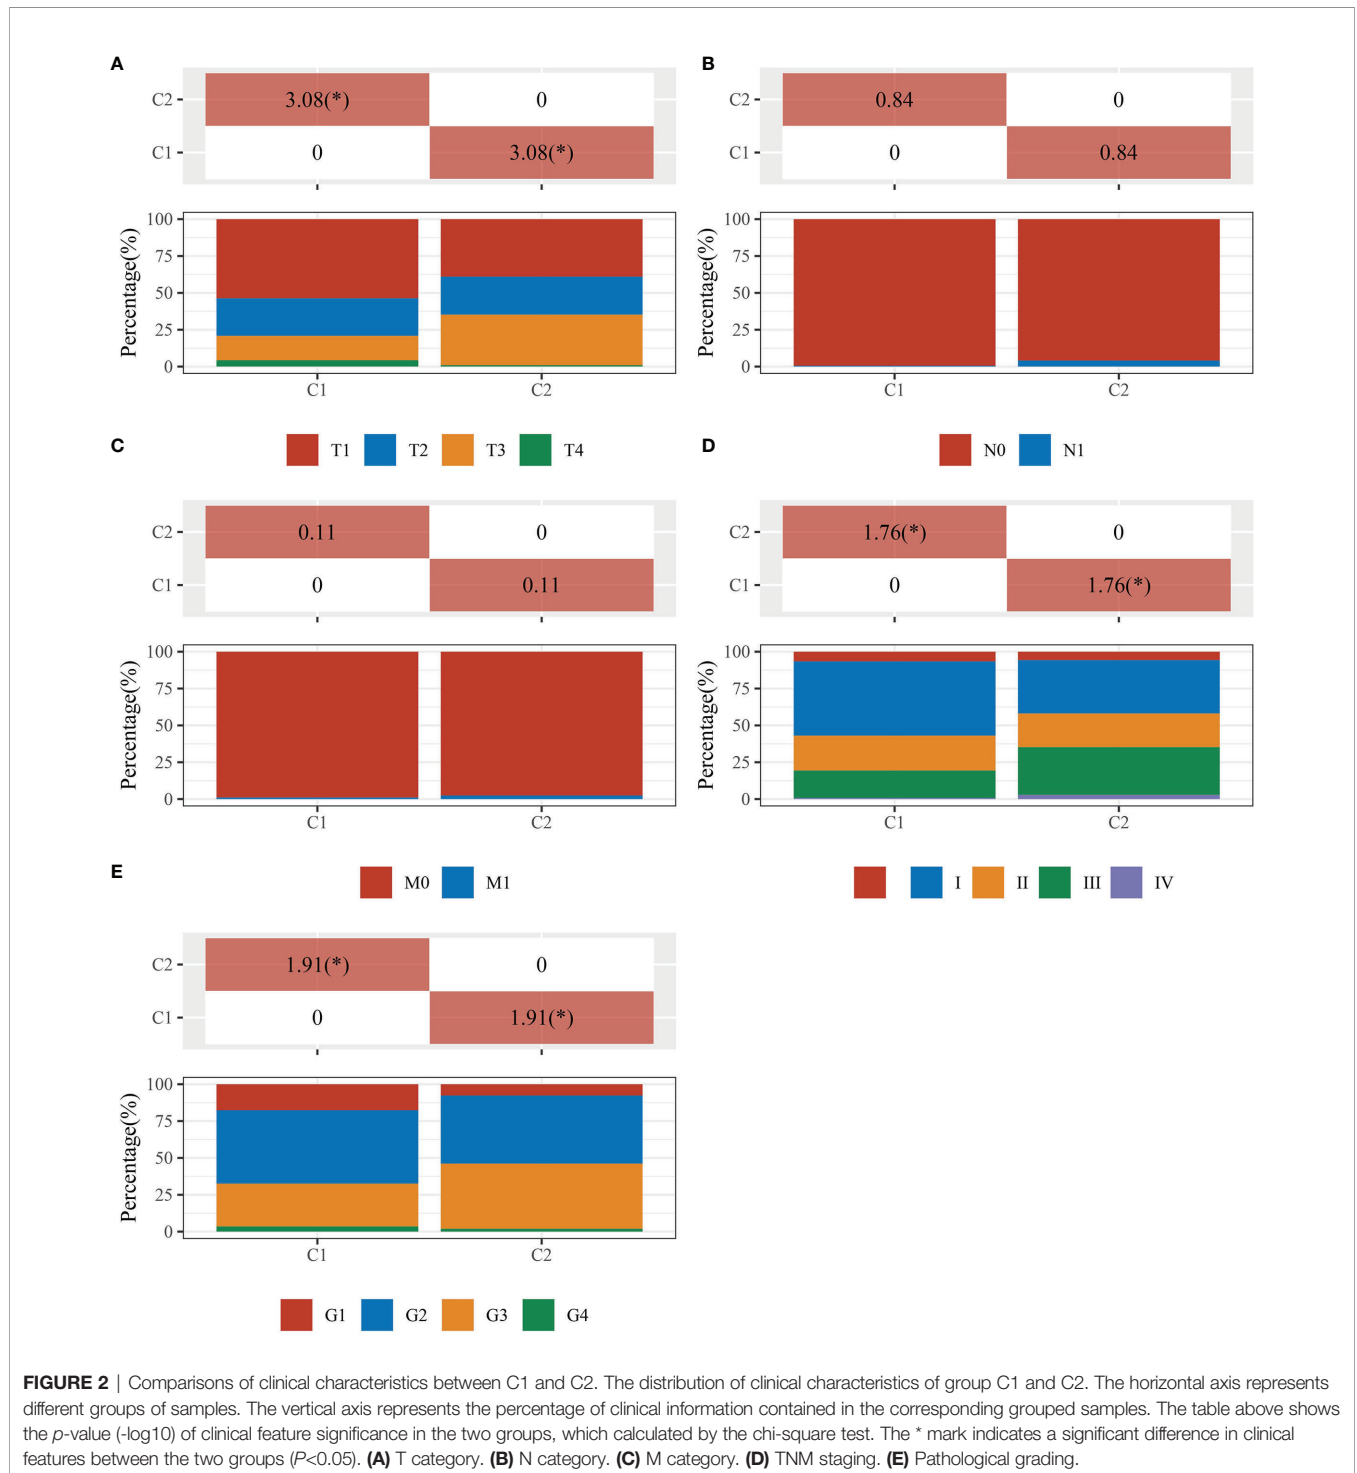 A
C2
3.08(*)
0
C1
0
3.08(*)
Percentage(%)
100
75
50
25
0
C1
C2
T1
T2
T3
T4
B
C2
0.84
0
C1
0
0.84
Percentage(%)
100
75
50
25
0
C1
C2
N0
N1
C
C2
0.11
0
C1
0
0.11
Percentage(%)
100
75
50
25
0
C1
C2
M0
M1
D
C2
1.76(*)
0
C1
0
1.76(*)
Percentage(%)
100
75
50
25
0
C1
C2
I
II
III
IV
E
C2
1.91(*)
0
C1
0
1.91(*)
Percentage(%)
100
75
50
25
0
C1
C2
G1
G2
G3
G4
FIGURE 2 | Comparisons of clinical characteristics between C1 and C2. The distribution of clinical characteristics of group C1 and C2. The horizontal axis represents
different groups of samples. The vertical axis represents the percentage of clinical information contained in the corresponding grouped samples. The table above shows
the p-value (-log10) of clinical feature significance in the two groups, which calculated by the chi-square test. The * mark indicates a significant difference in clinical
features between the two groups (P<0.05). (A) T category. (B) N category. (C) M category. (D) TNM staging. (E) Pathological grading.